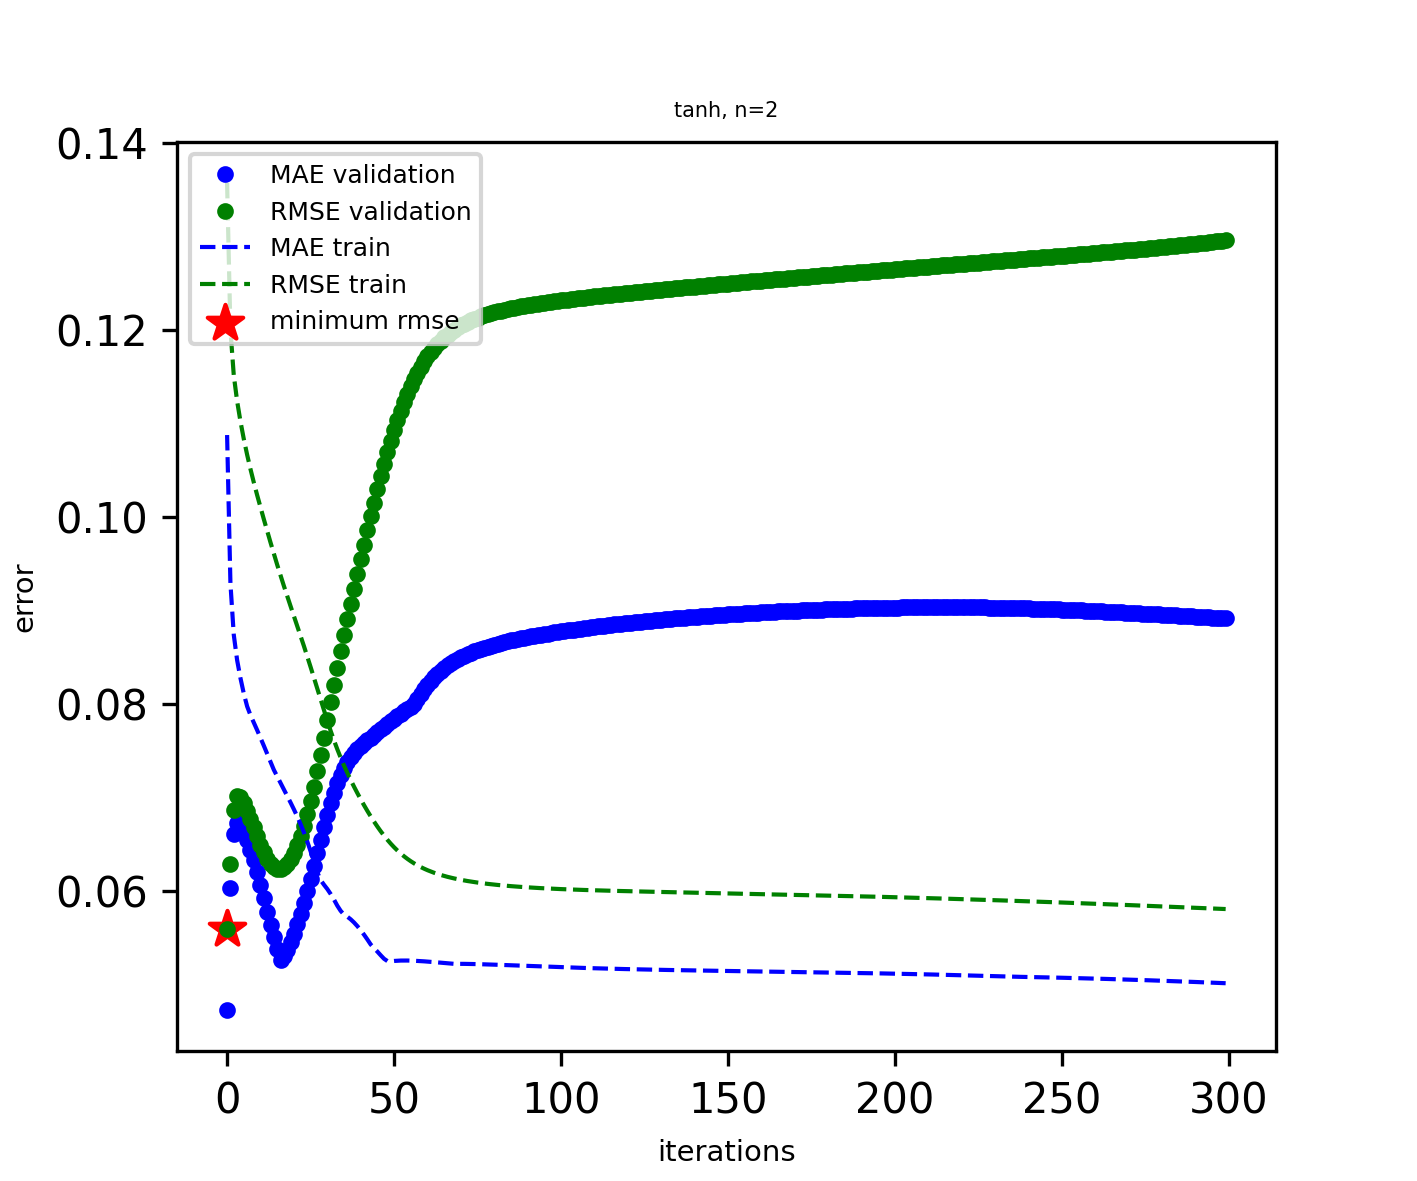 tanh, n=2
0.14
0.12
0.10
0.08
0.06
error
MAE validation
RMSE validation
MAE train
RMSE train
minimum rmse
0 50 100 150 200 250 300
iterations